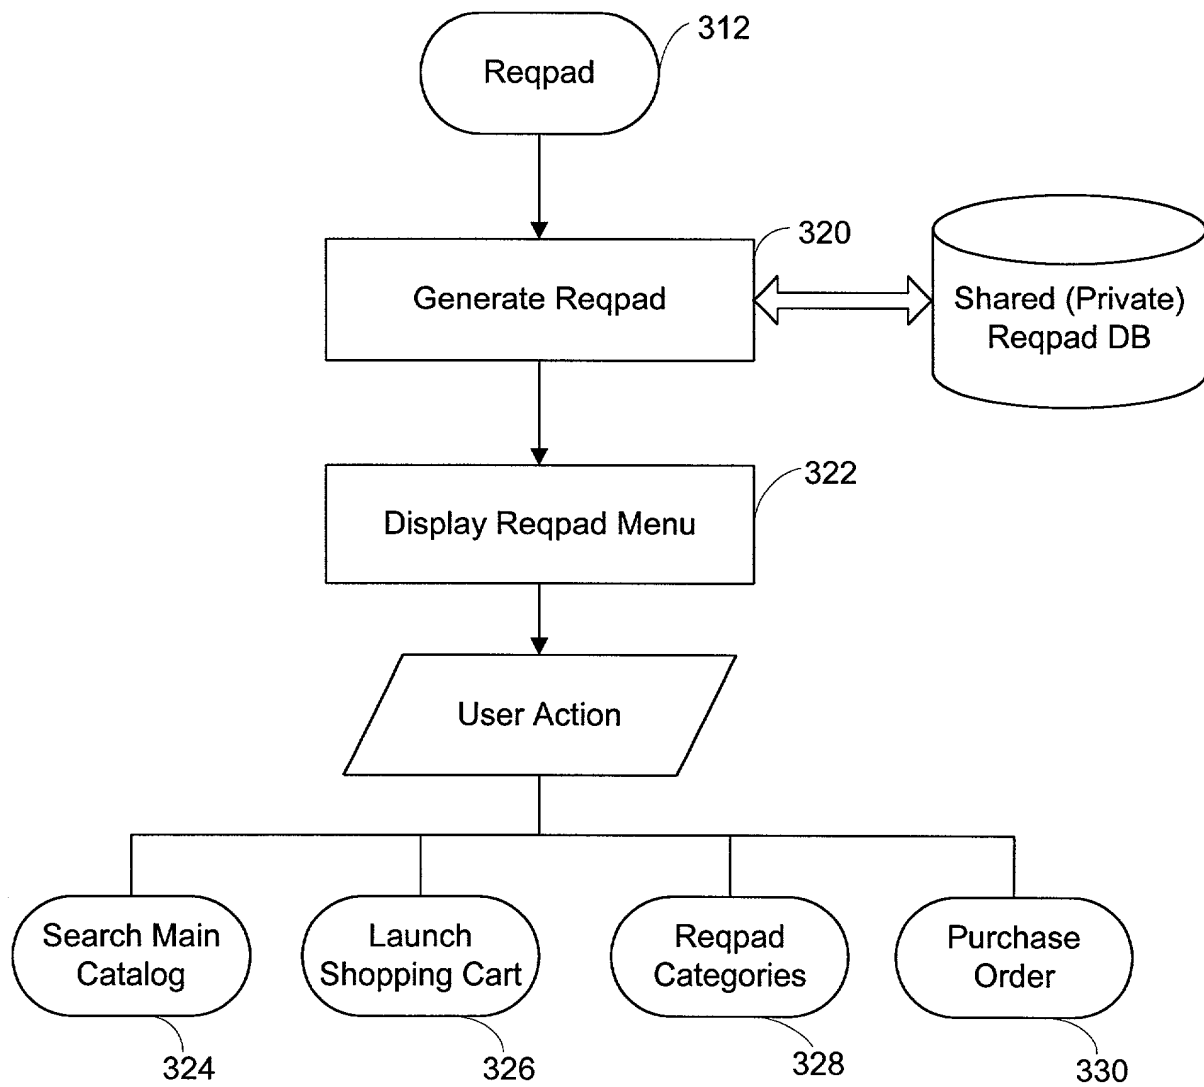 312
Reqpad
320
Generate Reqpad
Shared (Private)
Reqpad DB
322
Display Reqpad Menu
User Action
Search Main
Catalog
Launch
Shopping Cart
Reqpad
Categories
Purchase
Order
324
326
328
330